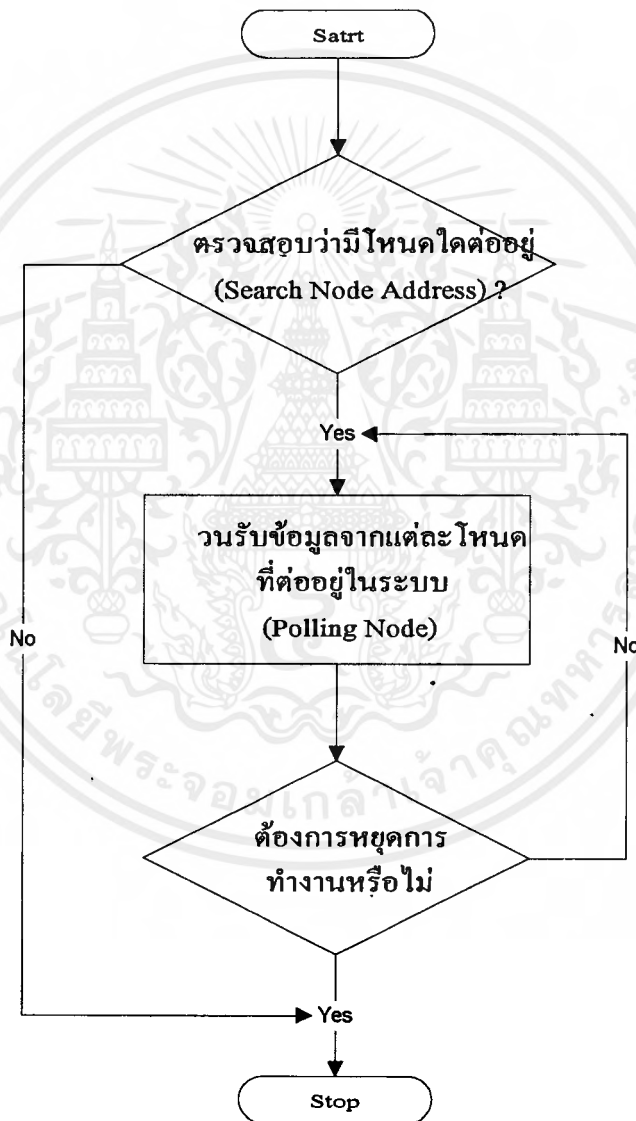 Satrt
ตรวจสอบว่ามีโหนดใดต่ออยู่
(Search Node Address) ?
Yes
วนรับข้อมูลจากแต่ละโหนด
ที่ต่ออยู่ในระบบ
(Polling Node)
No
No
ต้องการหยุดการ
ทำงานหรือไม่
Yes
Stop